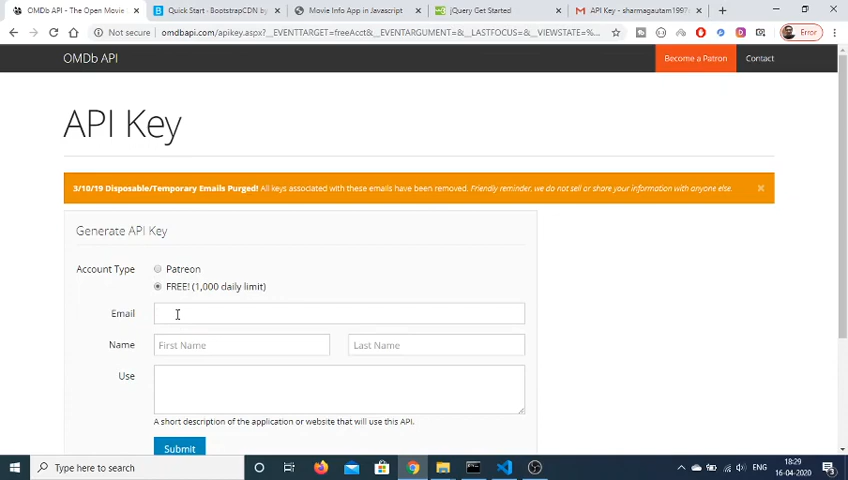 OMDb API - The Open Movie
Quick Start · BootstrapCDN by
Movie Info App in Javascript
jQuery Get Started
API Key - sharmagautam1997
Not secure
omdbapi.com/apikey.aspx?__EVENTTARGET=freeAcct&__EVENTARGUMENT=&__LASTFOCUS=&__VIEWSTATE=%...
Error
OMDb API
Become a Patron
Contact
API Key
3/10/19 Disposable/Temporary Emails Purged! All keys associated with these emails have been removed. Friendly reminder, we do not sell or share your information with anyone else.
×
Generate API Key
Account Type
Patreon
FREE! (1,000 daily limit)
Email
Name
First Name
Last Name
Use
A short description of the application or website that will use this API.
Submit
Type here to search
ENG
18:29
16-04-2020